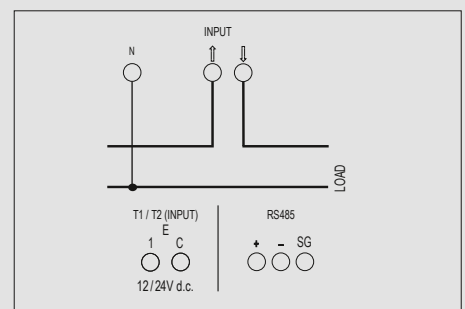 INPUT
N
LOAD
T1 / T2 (INPUT)
E
1 C
12/24V d.c.
RS485
+ – SG